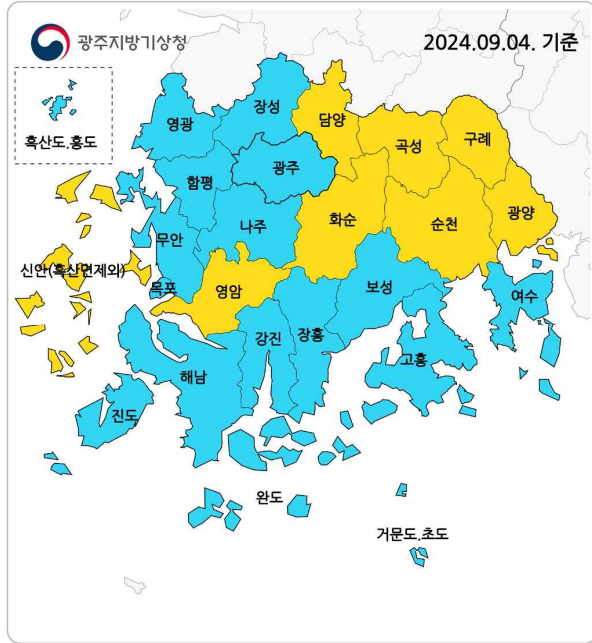 광주지방기상청
2024.09.04. 기준
흑산도.홍도
영광
장성
담양
곡성
구례
함평
광주
화순
순천
광양
무안
나주
신안(흑산면제외)
목포
영암
보성
여수
강진
장흥
고흥
해남
진도
완도
거문도.초도